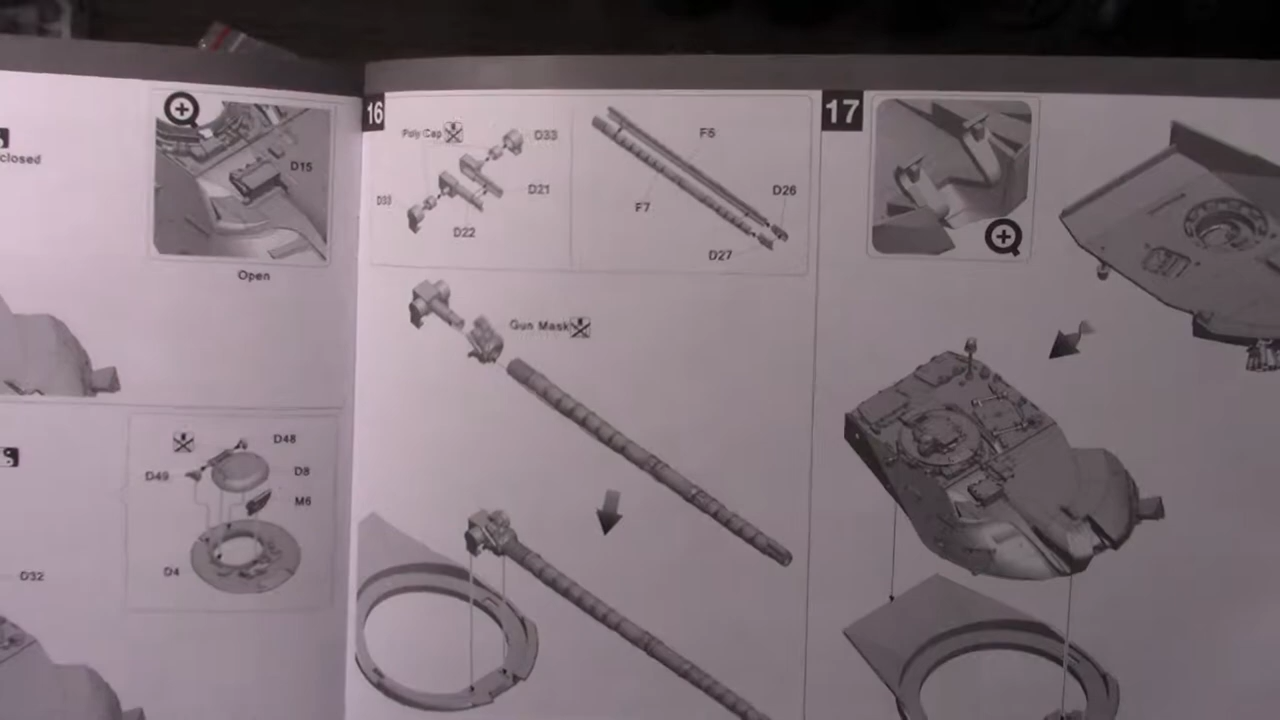 closed
D15
Open
D48
D49
D8
M6
D4
D32
16
Poly Cap
D33
D33
D21
D22
F6
D26
F7
D27
Gun Mask
17